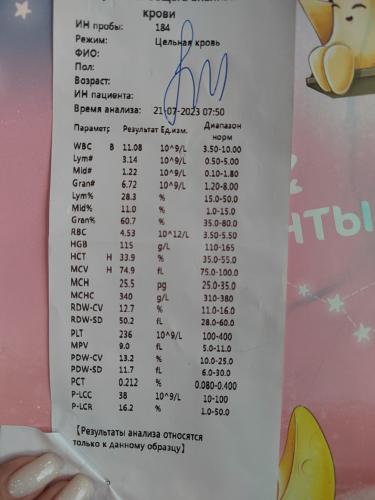 крови
ИН пробы: 184
Режим: Цельная кровь
ФИО:
Пол:
Возраст:
ИН пациента:
Время анализа: 21-07-2023 07:50
Параметр Результат Ед.изм. Диапазон норм
WBC В 11.08 10^9/L 3.50-10.00
Lym# 3.14 10^9/L 0.50-5.00
Mid# 1.22 10^9/L 0.10-1.80
Gran# 6.72 10^9/L 1.20-8.00
Lym% 28.3 % 15.0-50.0
Mid% 11.0 % 1.0-15.0
Gran% 60.7 % 35.0-80.0
RBC 4.53 10^12/L 3.50-5.50
HGB 115 g/L 110-165
HCT Н 33.9 % 35.0-55.0
MCV Н 74.9 fL 75.0-100.0
MCH 25.5 pg 25.0-35.0
MCHC 340 g/L 310-380
RDW-CV 12.7 % 11.0-16.0
RDW-SD 50.2 fL 28.0-60.0
PLT 236 10^9/L 100-400
MPV 9.0 fL 5.0-11.0
PDW-CV 13.2 % 10.0-25.0
PDW-SD 11.7 fL 6.0-30.0
PCT 0.212 % 0.080-0.400
P-LCC 38 10^9/L 10-100
P-LCR 16.2 % 1.0-50.0
【Результаты анализа относятся
только к данному образцу】